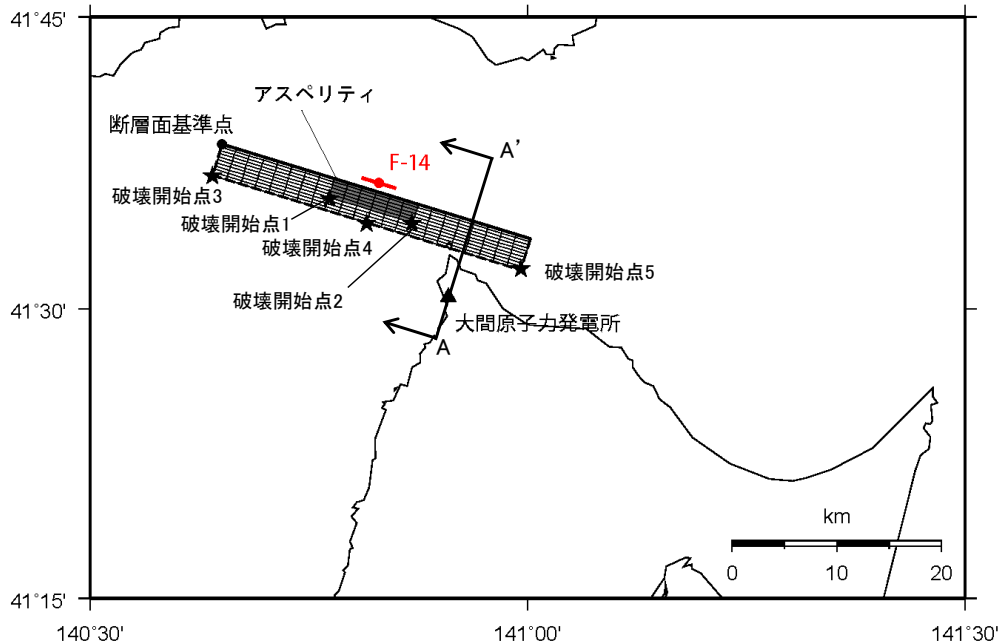 41°45'
アスペリティ
断層面基準点
A’
F-14
破壊開始点3
破壊開始点1
破壊開始点4
破壊開始点5
破壊開始点2
41°30'
大間原子力発電所
A
km
0 10 20
41°15'
140°30' 141°00' 141°30'